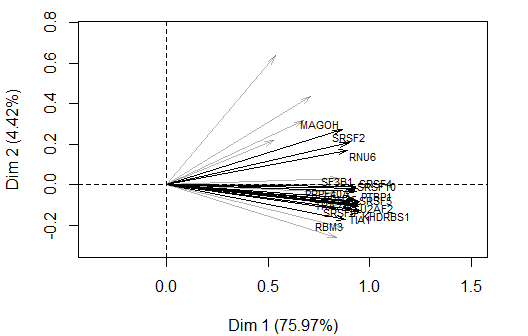 0.8
0.6
0.4
0.2
0.0
-0.2
Dim 2 (4.42%)
MAGOH
SRSF2
RNU6
SF3B1
SRSF4
SRSF10
PTBP1
SRSF5
U2AF2
KHDRBS1
TIA1
RBM3
0.0
0.5
1.0
1.5
Dim 1 (75.97%)